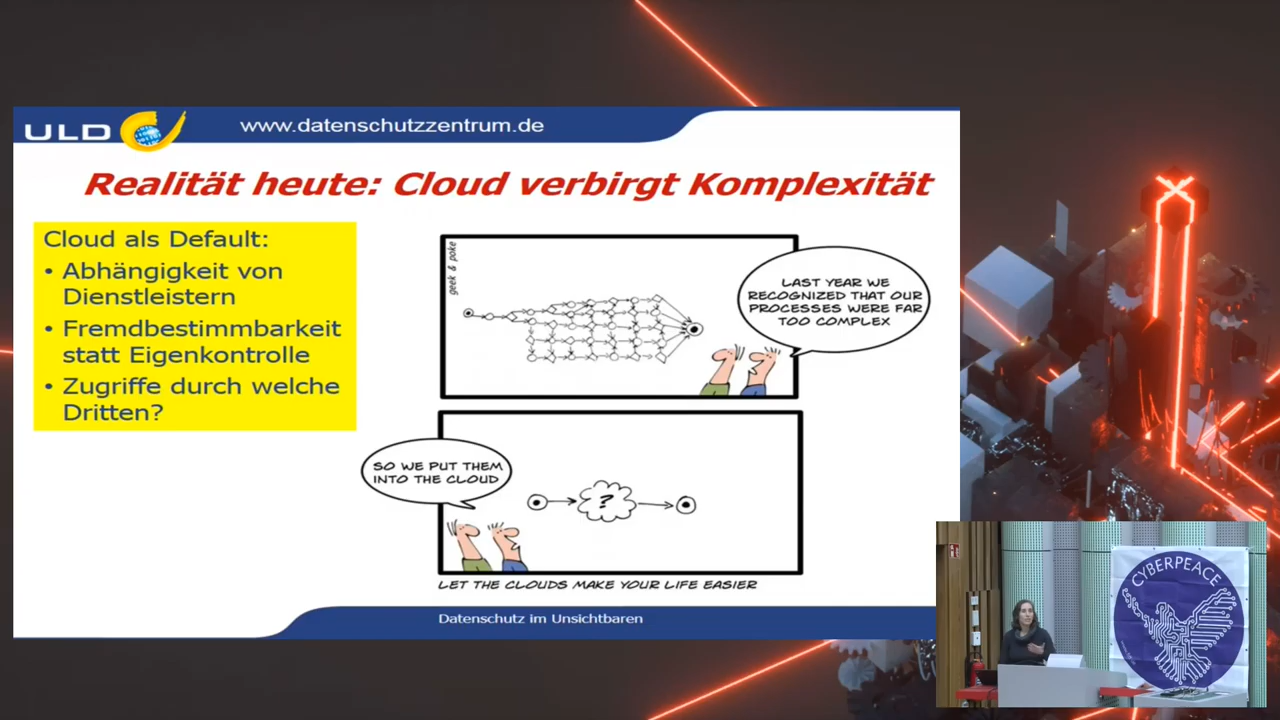 ULD
www.datenschutzzentrum.de
Realität heute: Cloud verbirgt Komplexität
Cloud als Default:
• Abhängigkeit von
Dienstleistern
• Fremdbestimmbarkeit
statt Eigenkontrolle
• Zugriffe durch welche
Dritten?
geek & poke
LAST YEAR WE
RECOGNIZED THAT OUR
PROCESSES WERE FAR
TOO COMPLEX
SO WE PUT THEM
INTO THE CLOUD
?
LET THE CLOUDS MAKE YOUR LIFE EASIER
Datenschutz im Unsichtbaren
CYBERPEACE